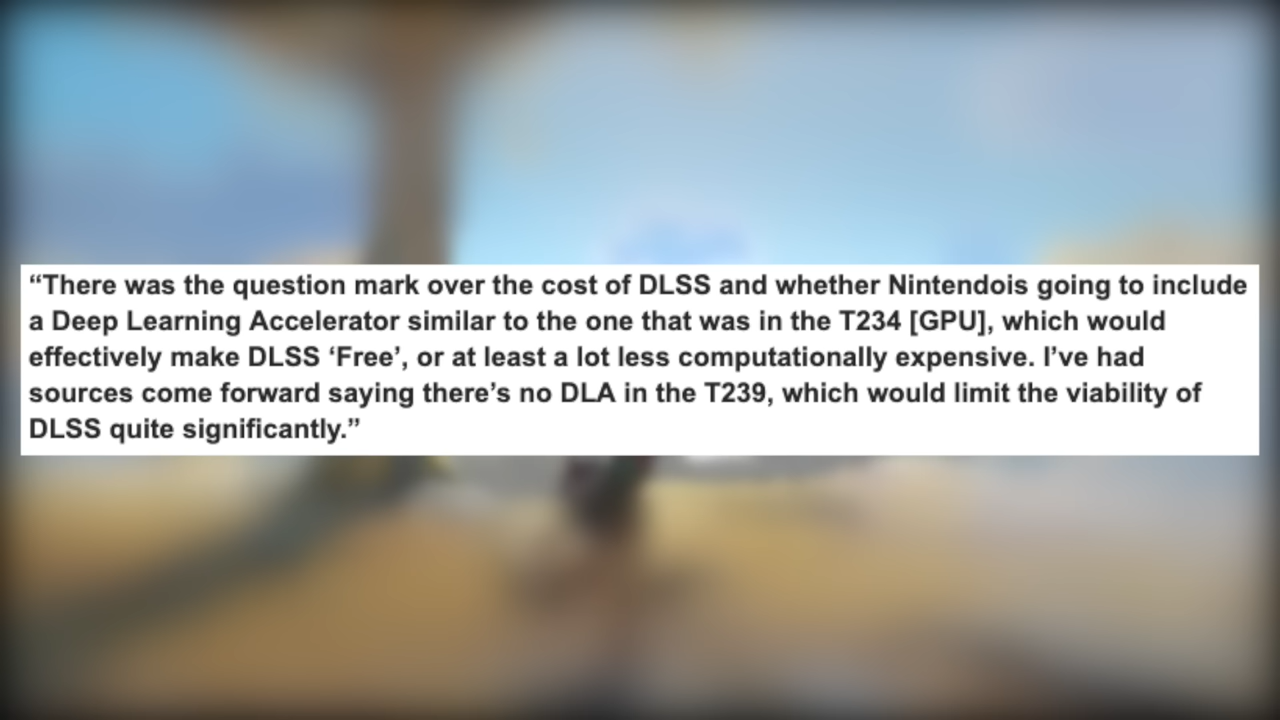 “There was the question mark over the cost of DLSS and whether Nintendois going to include
a Deep Learning Accelerator similar to the one that was in the T234 [GPU], which would
effectively make DLSS ‘Free’, or at least a lot less computationally expensive. I’ve had
sources come forward saying there’s no DLA in the T239, which would limit the viability of
DLSS quite significantly.”